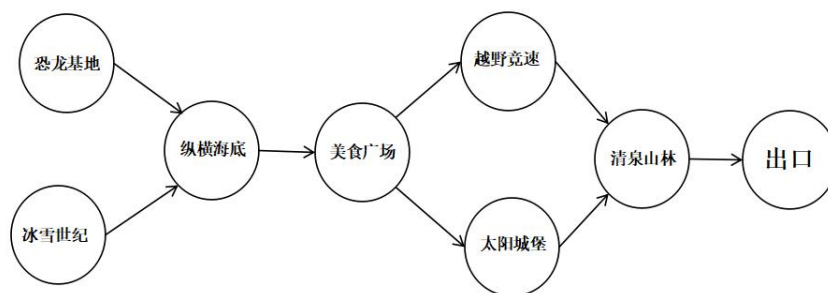 恐龙基地
冰雪世纪
纵横海底
美食广场
越野竞速
太阳城堡
清泉山林
出口